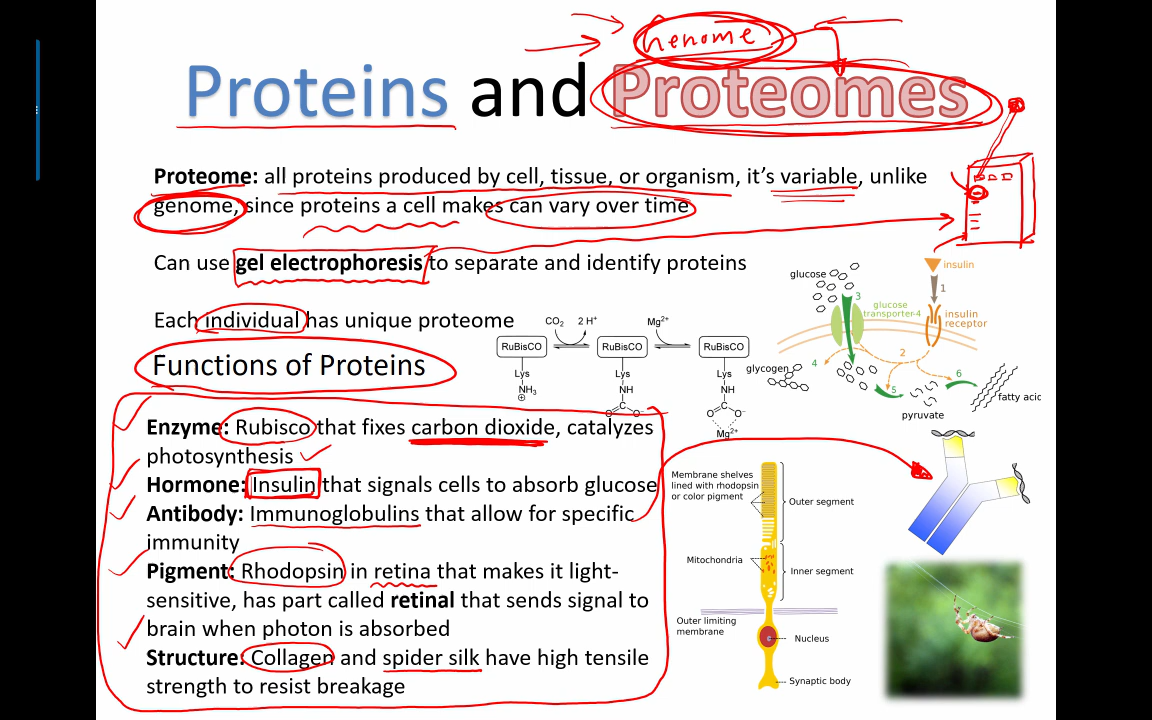 Genome
Proteins and Proteomes
Proteome: all proteins produced by cell, tissue, or organism, it's variable, unlike
genome, since proteins a cell makes can vary over time
Can use gel electrophoresis to separate and identify proteins
Each individual has unique proteome
Functions of Proteins
Enzyme: Rubisco that fixes carbon dioxide, catalyzes
photosynthesis
Hormone: Insulin that signals cells to absorb glucose
Antibody: Immunoglobulins that allow for specific
immunity
Pigment: Rhodopsin in retina that makes it light-
sensitive, has part called retinal that sends signal to
brain when photon is absorbed
Structure: Collagen and spider silk have high tensile
strength to resist breakage
CO2 2 H+ Mg2+
RuBisCO RuBisCO RuBisCO
Lys Lys Lys
NH3 NH NH
⊕ C C
O O− O O−
Mg2+
glucose
insulin
1
3
glucose
transporter-4
insulin
receptor
2
4
glycogen
5
6
pyruvate
fatty acid
Membrane shelves
lined with rhodopsin
or color pigment
Outer segment
Mitochondria
Inner segment
Outer limiting
membrane
Nucleus
Synaptic body